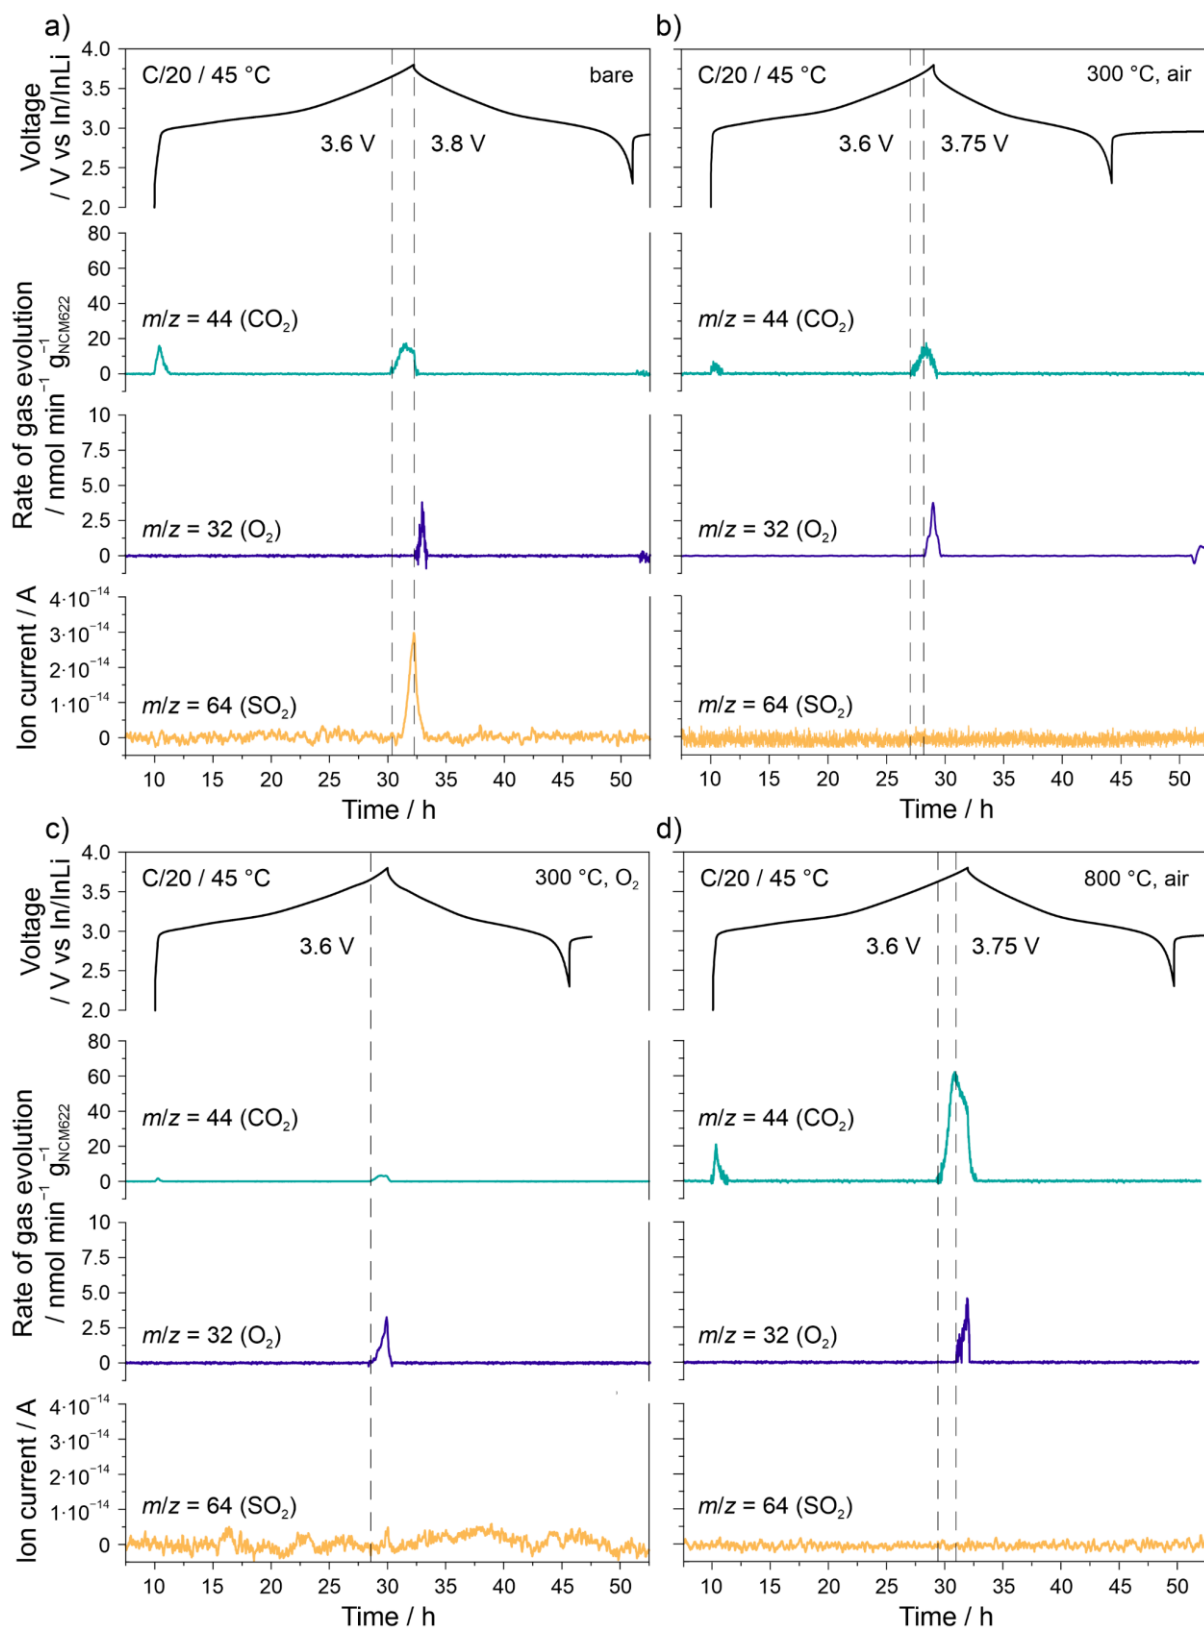 a)
C/20 / 45 °C
bare
3.6 V
3.8 V
Voltage
/ V vs In/InLi
4.0
3.5
3.0
2.5
2.0
m/z = 44 (CO₂)
80
60
40
20
0
Rate of gas evolution
/ nmol min⁻¹ g⁻¹NCM622
m/z = 32 (O₂)
10
7.5
5.0
2.5
0
m/z = 64 (SO₂)
Ion current / A
4·10⁻¹⁴
3·10⁻¹⁴
2·10⁻¹⁴
1·10⁻¹⁴
0
10 15 20 25 30 35 40 45 50
Time / h
b)
C/20 / 45 °C
300 °C, air
3.6 V
3.75 V
m/z = 44 (CO₂)
m/z = 32 (O₂)
m/z = 64 (SO₂)
10 15 20 25 30 35 40 45 50
Time / h
c)
C/20 / 45 °C
300 °C, O₂
3.6 V
Voltage
/ V vs In/InLi
4.0
3.5
3.0
2.5
2.0
m/z = 44 (CO₂)
80
60
40
20
0
Rate of gas evolution
/ nmol min⁻¹ g⁻¹NCM622
m/z = 32 (O₂)
10
7.5
5.0
2.5
0
m/z = 64 (SO₂)
Ion current / A
4·10⁻¹⁴
3·10⁻¹⁴
2·10⁻¹⁴
1·10⁻¹⁴
0
10 15 20 25 30 35 40 45 50
Time / h
d)
C/20 / 45 °C
800 °C, air
3.6 V
3.75 V
m/z = 44 (CO₂)
m/z = 32 (O₂)
m/z = 64 (SO₂)
10 15 20 25 30 35 40 45 50
Time / h